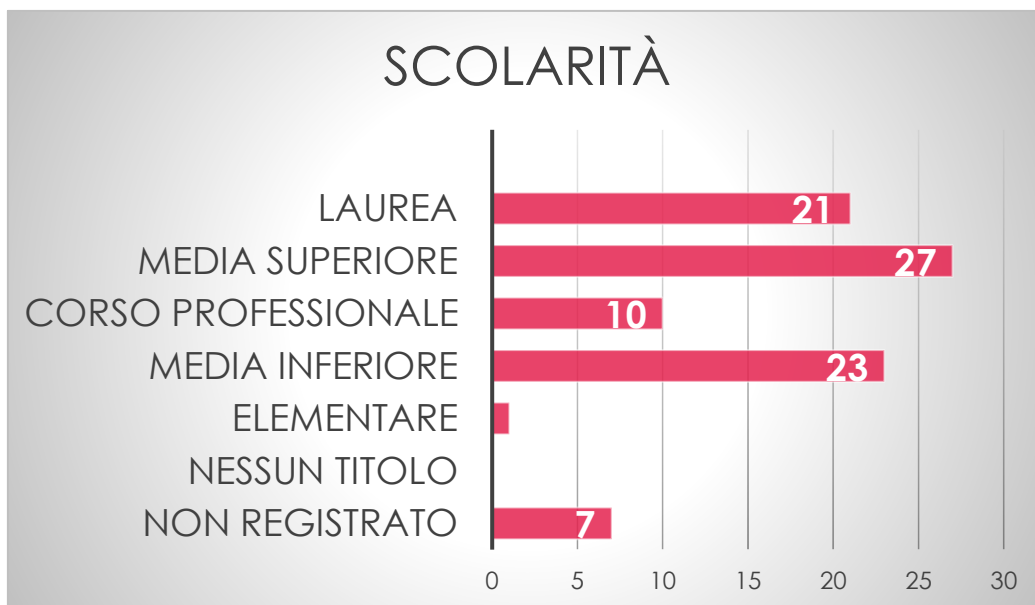 SCOLARITÀ
LAUREA 21
MEDIA SUPERIORE 27
CORSO PROFESSIONALE 10
MEDIA INFERIORE 23
ELEMENTARE
NESSUN TITOLO
NON REGISTRATO 7
0 5 10 15 20 25 30